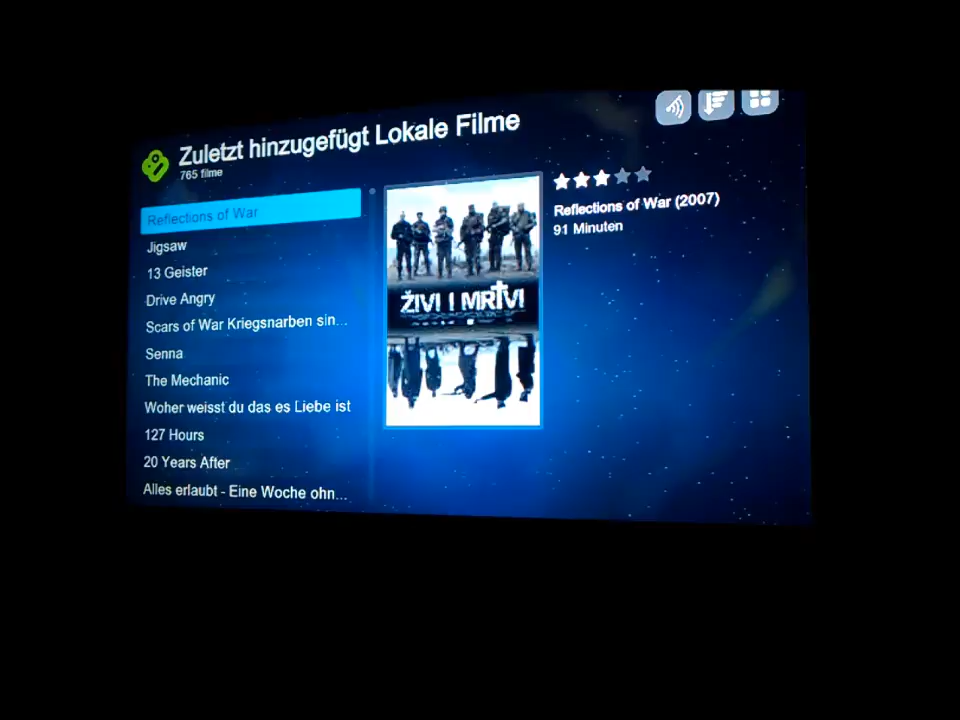 Zuletzt hinzugefügt Lokale Filme
765 filme
Reflections of War
Jigsaw
13 Geister
Drive Angry
Scars of War Kriegsnarben sin...
Senna
The Mechanic
Woher weisst du das es Liebe ist
127 Hours
20 Years After
Alles erlaubt - Eine Woche ohn...
ŽIVI I MRTVI
Reflections of War (2007)
91 Minuten